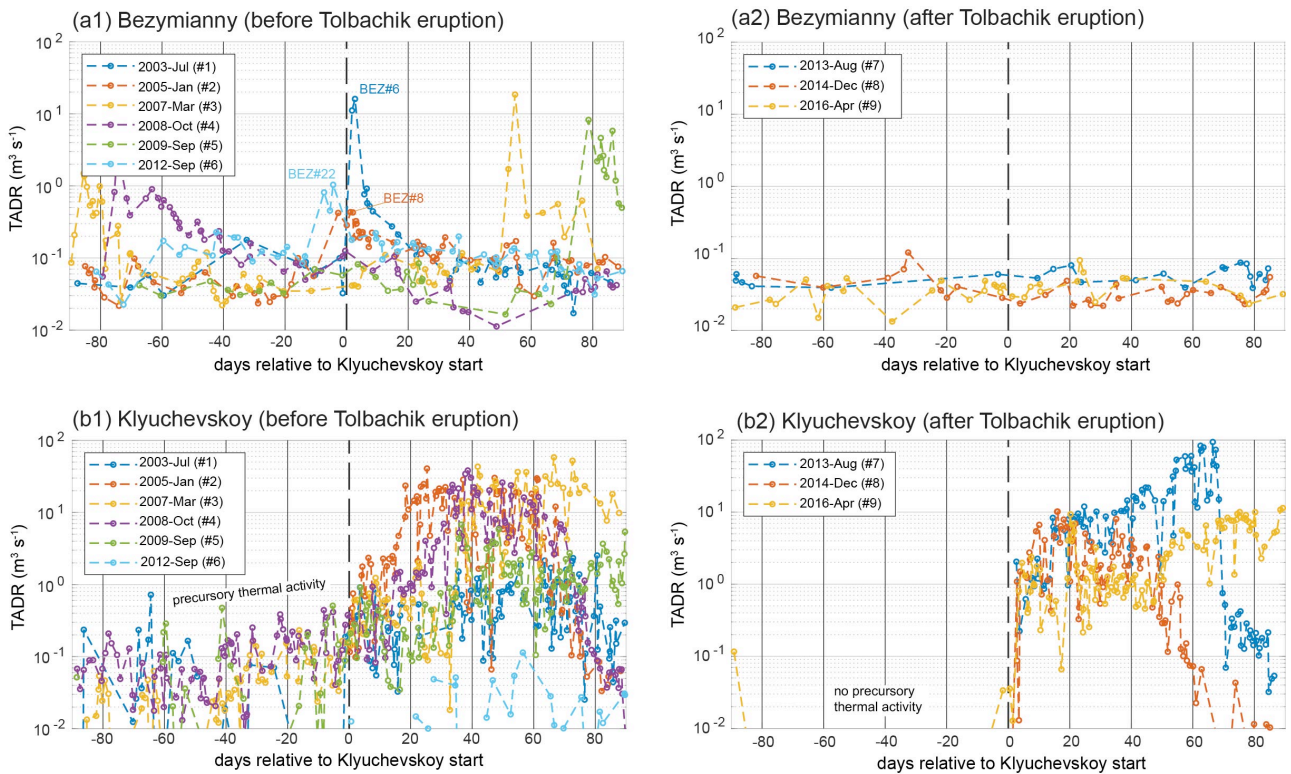 (a1) Bezymianny (before Tolbachik eruption)
TADR (m³ s⁻¹)
10²
10¹
10⁰
10⁻¹
10⁻²
2003-Jul (#1)
2005-Jan (#2)
2007-Mar (#3)
2008-Oct (#4)
2009-Sep (#5)
2012-Sep (#6)
BEZ#6
BEZ#22
BEZ#8
-80 -60 -40 -20 0 20 40 60 80
days relative to Klyuchevskoy start
(a2) Bezymianny (after Tolbachik eruption)
TADR (m³ s⁻¹)
10²
10¹
10⁰
10⁻¹
10⁻²
2013-Aug (#7)
2014-Dec (#8)
2016-Apr (#9)
-80 -60 -40 -20 0 20 40 60 80
days relative to Klyuchevskoy start
(b1) Klyuchevskoy (before Tolbachik eruption)
TADR (m³ s⁻¹)
10²
10¹
10⁰
10⁻¹
10⁻²
2003-Jul (#1)
2005-Jan (#2)
2007-Mar (#3)
2008-Oct (#4)
2009-Sep (#5)
2012-Sep (#6)
precursory thermal activity
-80 -60 -40 -20 0 20 40 60 80
days relative to Klyuchevskoy start
(b2) Klyuchevskoy (after Tolbachik eruption)
TADR (m³ s⁻¹)
10²
10¹
10⁰
10⁻¹
10⁻²
2013-Aug (#7)
2014-Dec (#8)
2016-Apr (#9)
no precursory
thermal activity
-80 -60 -40 -20 0 20 40 60 80
days relative to Klyuchevskoy start